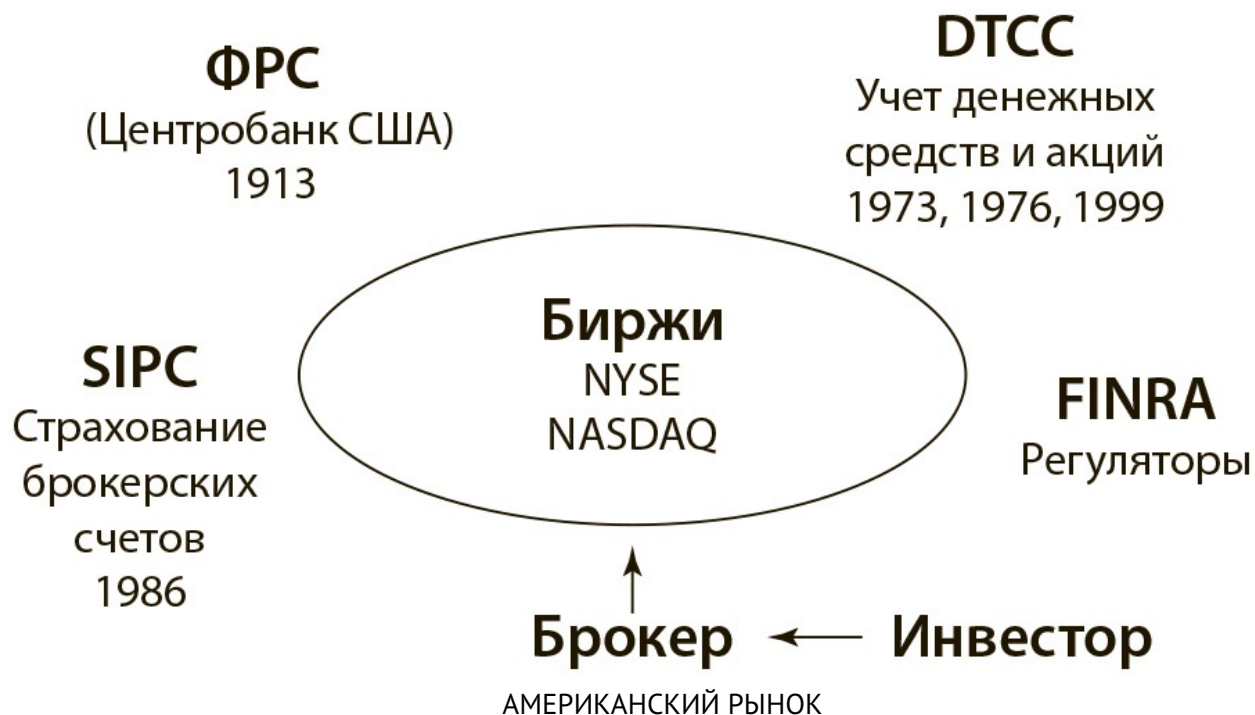 ФРС
(Центробанк США)
1913
DTCC
Учет денежных
средств и акций
1973, 1976, 1999
Биржи
NYSE
NASDAQ
SIPC
Страхование
брокерских
счетов
1986
FINRA
Регуляторы
Брокер
Инвестор
АМЕРИКАНСКИЙ РЫНОК